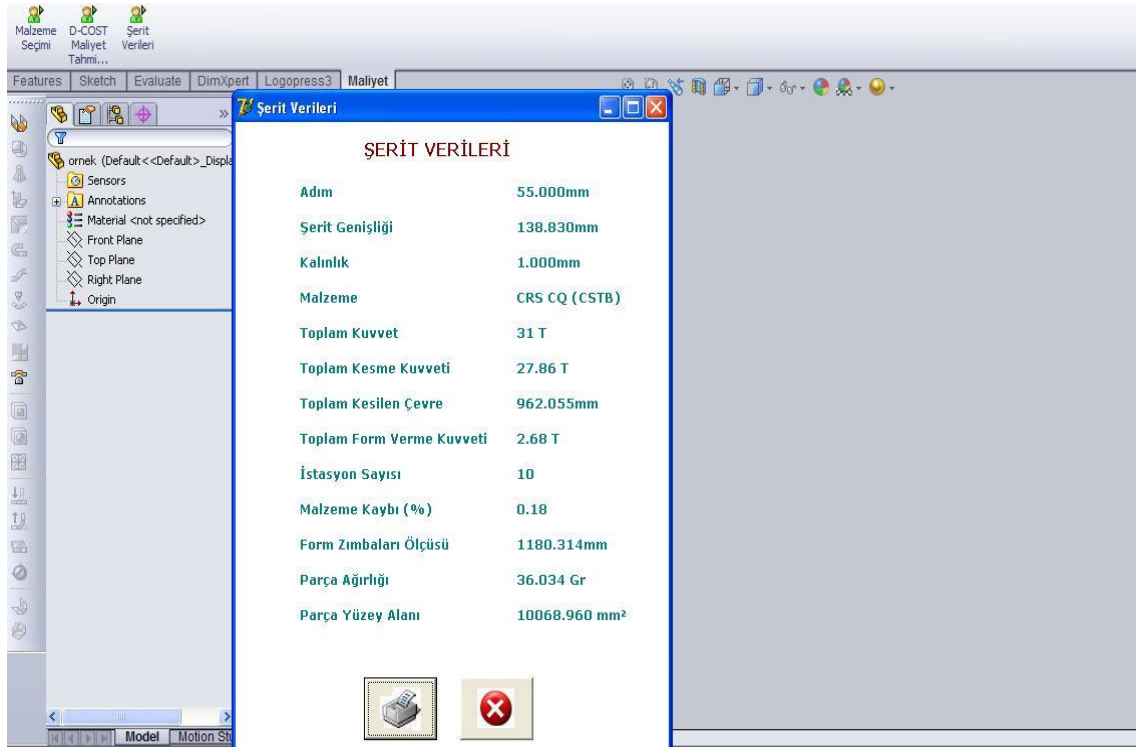 Malzeme Seçimi
D-COST Maliyet Tahmi...
Şerit Verileri
Features Sketch Evaluate DimXpert Logopress3 Maliyet
Şerit Verileri
ŞERİT VERİLERİ
ornek (Default<<Default>_Displa
Sensors
Annotations
Material <not specified>
Front Plane
Top Plane
Right Plane
Origin
Adım 55.000mm
Şerit Genişliği 138.830mm
Kalınlık 1.000mm
Malzeme CRS CQ (CSTB)
Toplam Kuvvet 31 T
Toplam Kesme Kuvveti 27.86 T
Toplam Kesilen Çevre 962.055mm
Toplam Form Verme Kuvveti 2.68 T
İstasyon Sayısı 10
Malzeme Kaybı (%) 0.18
Form Zımbaları Ölçüsü 1180.314mm
Parça Ağırlığı 36.034 Gr
Parça Yüzey Alanı 10068.960 mm²
Model Motion Stu